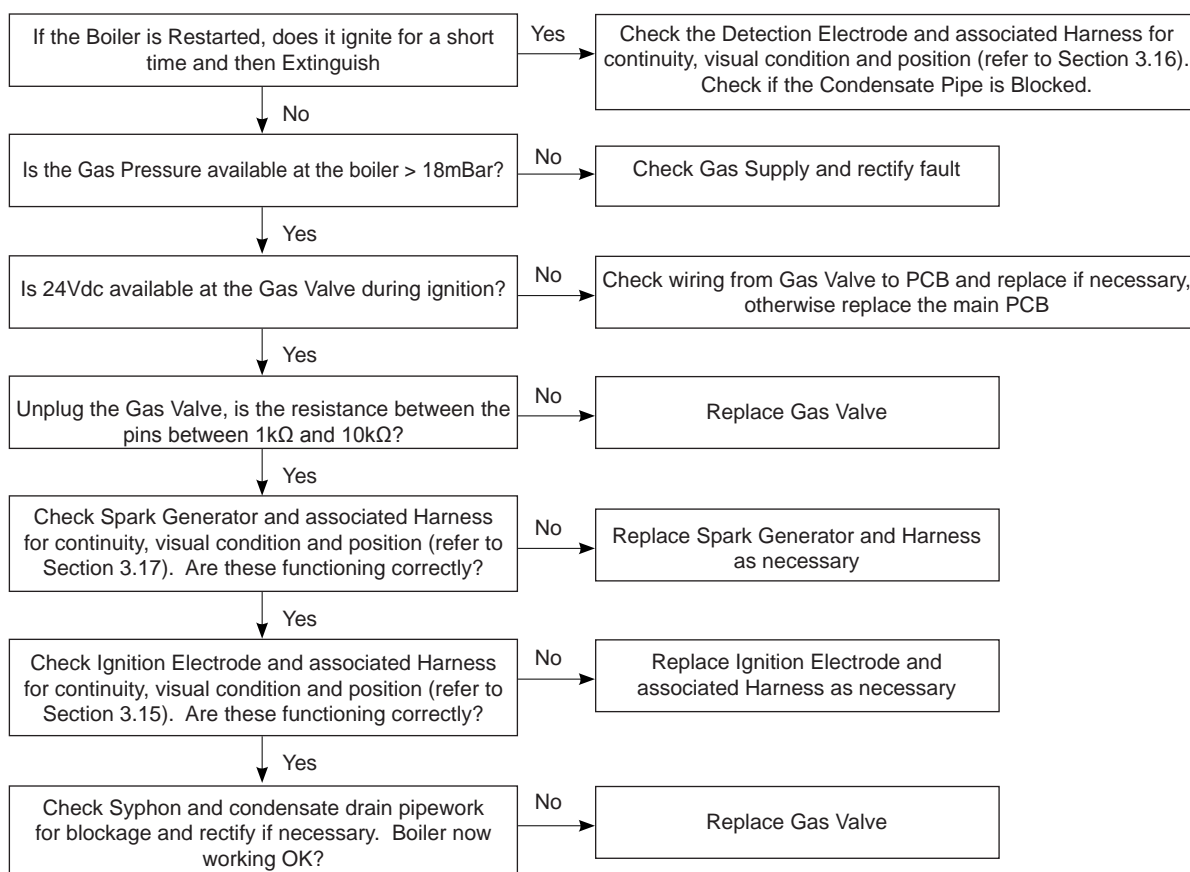 If the Boiler is Restarted, does it ignite for a short
time and then Extinguish
Yes
Check the Detection Electrode and associated Harness for
continuity, visual condition and position (refer to Section 3.16).
Check if the Condensate Pipe is Blocked.
No
Is the Gas Pressure available at the boiler > 18mBar?
No
Check Gas Supply and rectify fault
Yes
Is 24Vdc available at the Gas Valve during ignition?
No
Check wiring from Gas Valve to PCB and replace if necessary,
otherwise replace the main PCB
Yes
Unplug the Gas Valve, is the resistance between the
pins between 1kΩ and 10kΩ?
No
Replace Gas Valve
Yes
Check Spark Generator and associated Harness
for continuity, visual condition and position (refer to
Section 3.17).  Are these functioning correctly?
No
Replace Spark Generator and Harness
as necessary
Yes
Check Ignition Electrode and associated Harness
for continuity, visual condition and position (refer to
Section 3.15).  Are these functioning correctly?
No
Replace Ignition Electrode and
associated Harness as necessary
Yes
Check Syphon and condensate drain pipework
for blockage and rectify if necessary.  Boiler now
working OK?
No
Replace Gas Valve